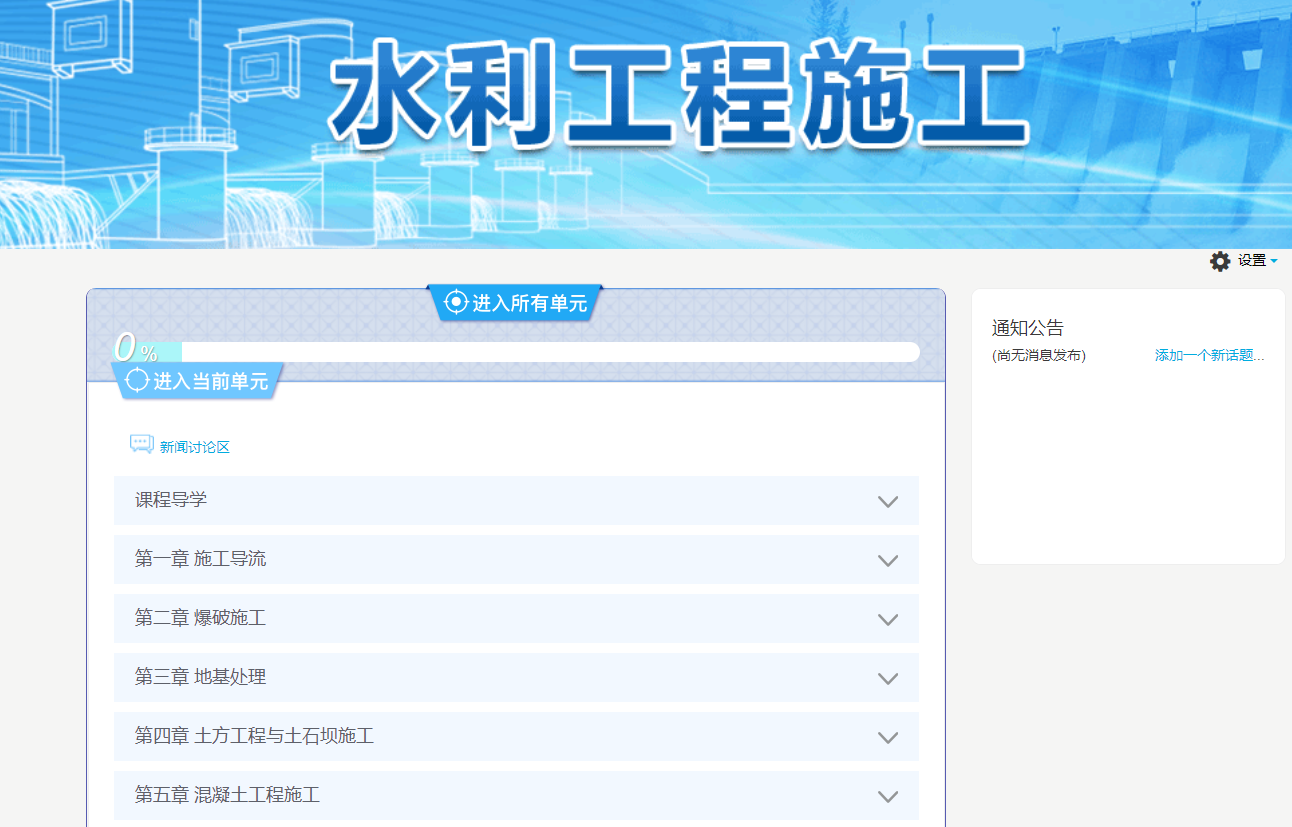 水利工程施工
设置
进入所有单元
0 %
进入当前单元
新闻讨论区
课程导学
第一章 施工导流
第二章 爆破施工
第三章 地基处理
第四章 土方工程与土石坝施工
第五章 混凝土工程施工
通知公告
(尚无消息发布)
添加一个新话题...